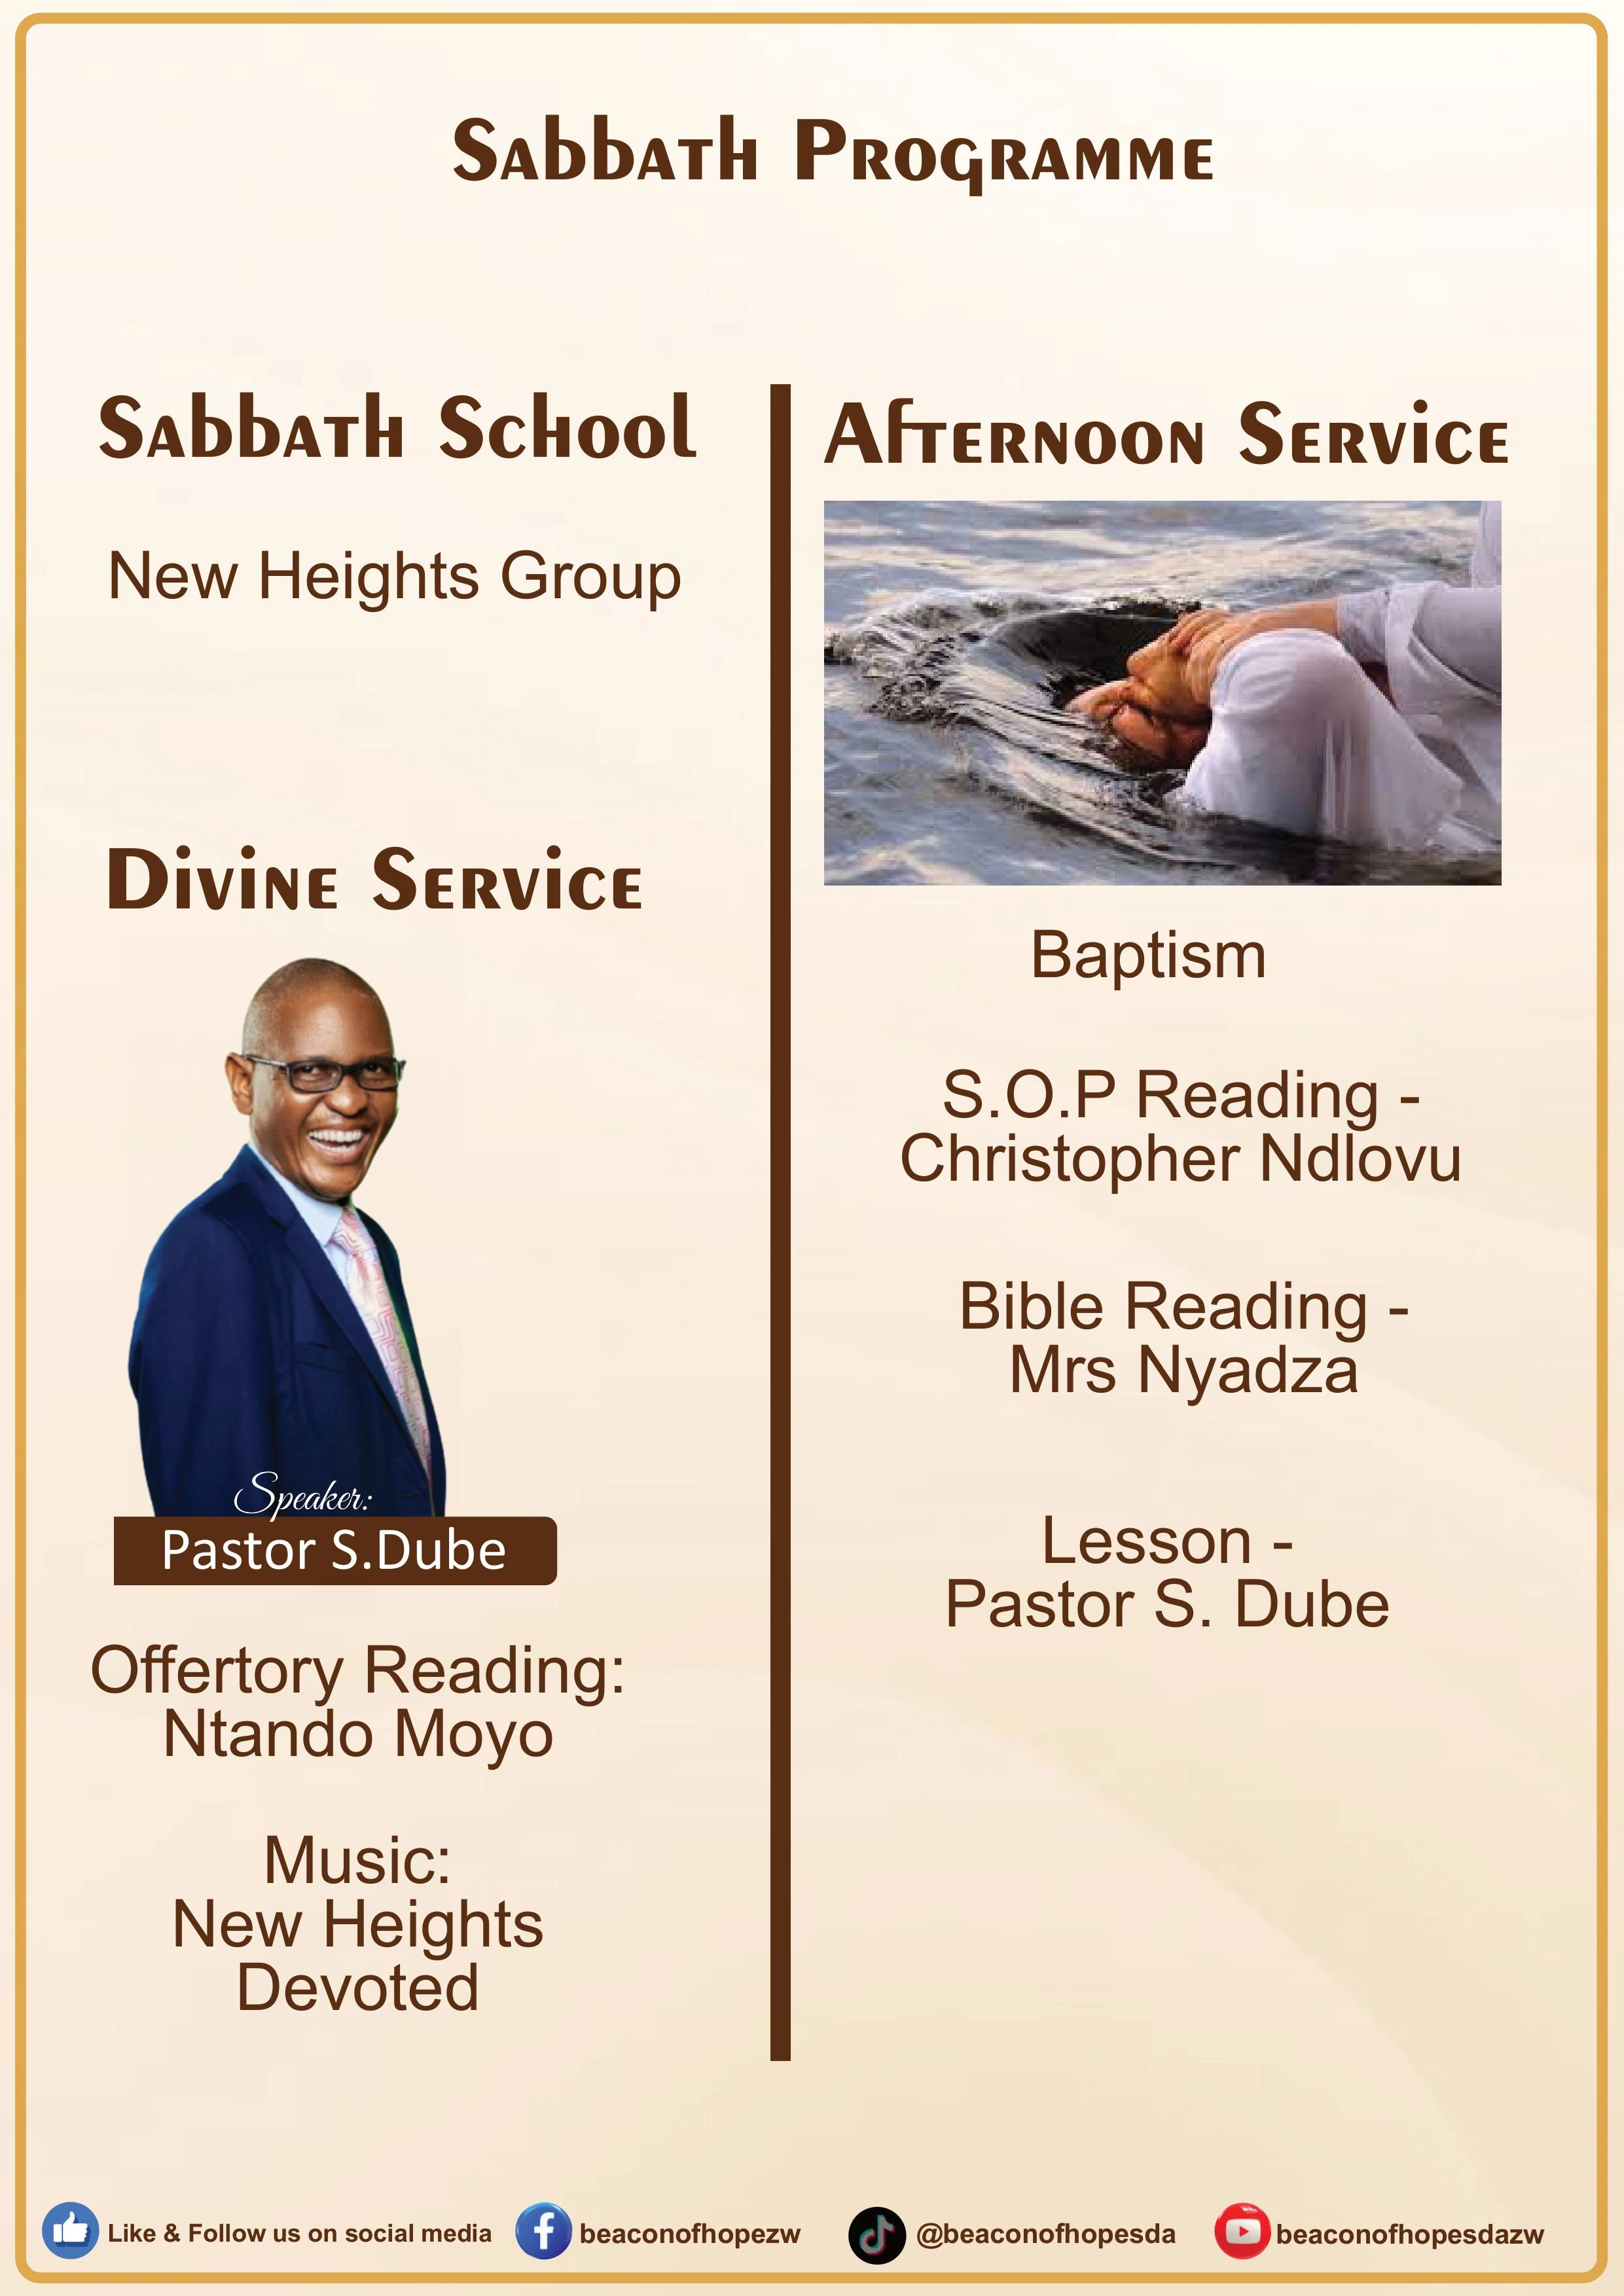 Sabbath Programme
Sabbath School
New Heights Group
Divine Service
Speaker:
Pastor S.Dube
Offertory Reading:
Ntando Moyo
Music:
New Heights
Devoted
Afternoon Service
Baptism
S.O.P Reading -
Christopher Ndlovu
Bible Reading -
Mrs Nyadza
Lesson -
Pastor S. Dube
Like & Follow us on social media
beaconofhopezw
@beaconofhopesda
beaconofhopesdazw